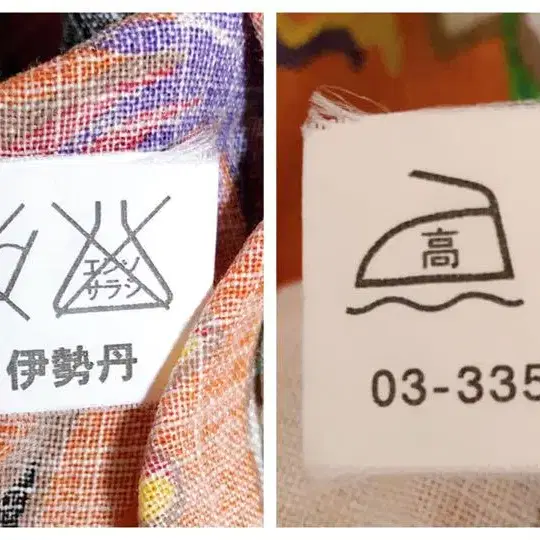 エンソ
サラシ
伊勢丹
高
03-335